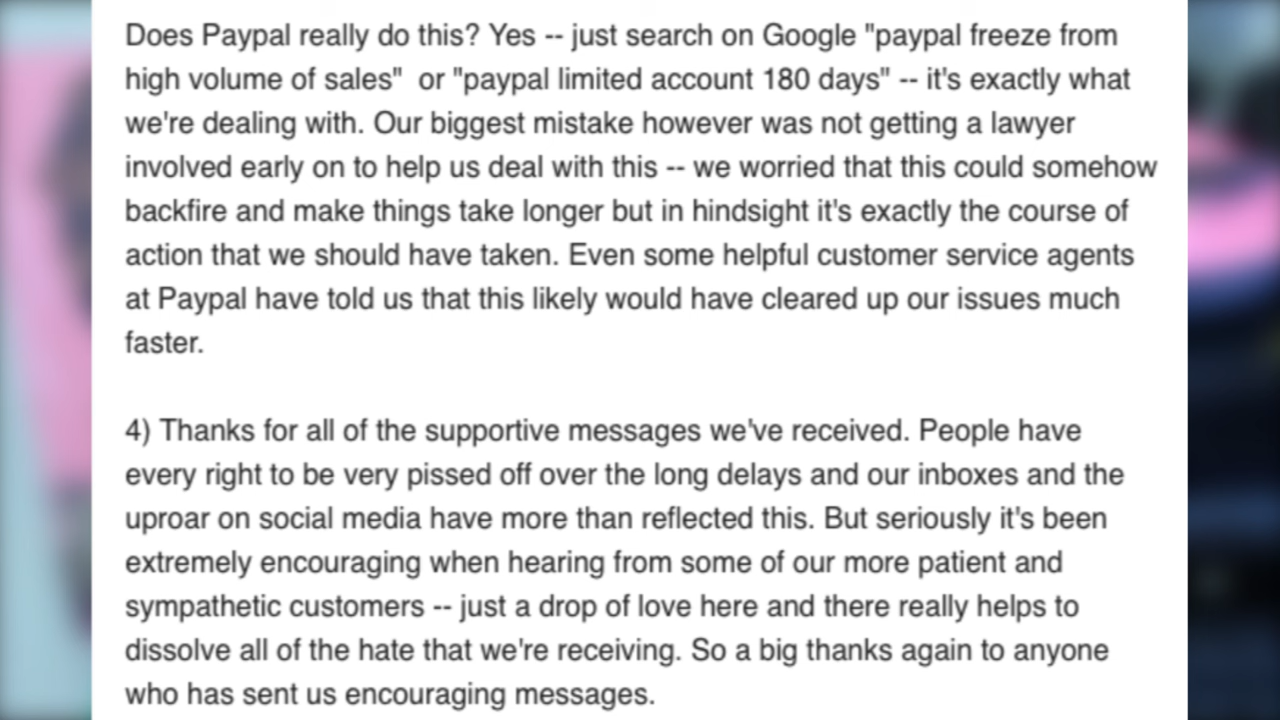 Does Paypal really do this? Yes -- just search on Google "paypal freeze from
high volume of sales"  or "paypal limited account 180 days" -- it's exactly what
we're dealing with. Our biggest mistake however was not getting a lawyer
involved early on to help us deal with this -- we worried that this could somehow
backfire and make things take longer but in hindsight it's exactly the course of
action that we should have taken. Even some helpful customer service agents
at Paypal have told us that this likely would have cleared up our issues much
faster.
4) Thanks for all of the supportive messages we've received. People have
every right to be very pissed off over the long delays and our inboxes and the
uproar on social media have more than reflected this. But seriously it's been
extremely encouraging when hearing from some of our more patient and
sympathetic customers -- just a drop of love here and there really helps to
dissolve all of the hate that we're receiving. So a big thanks again to anyone
who has sent us encouraging messages.